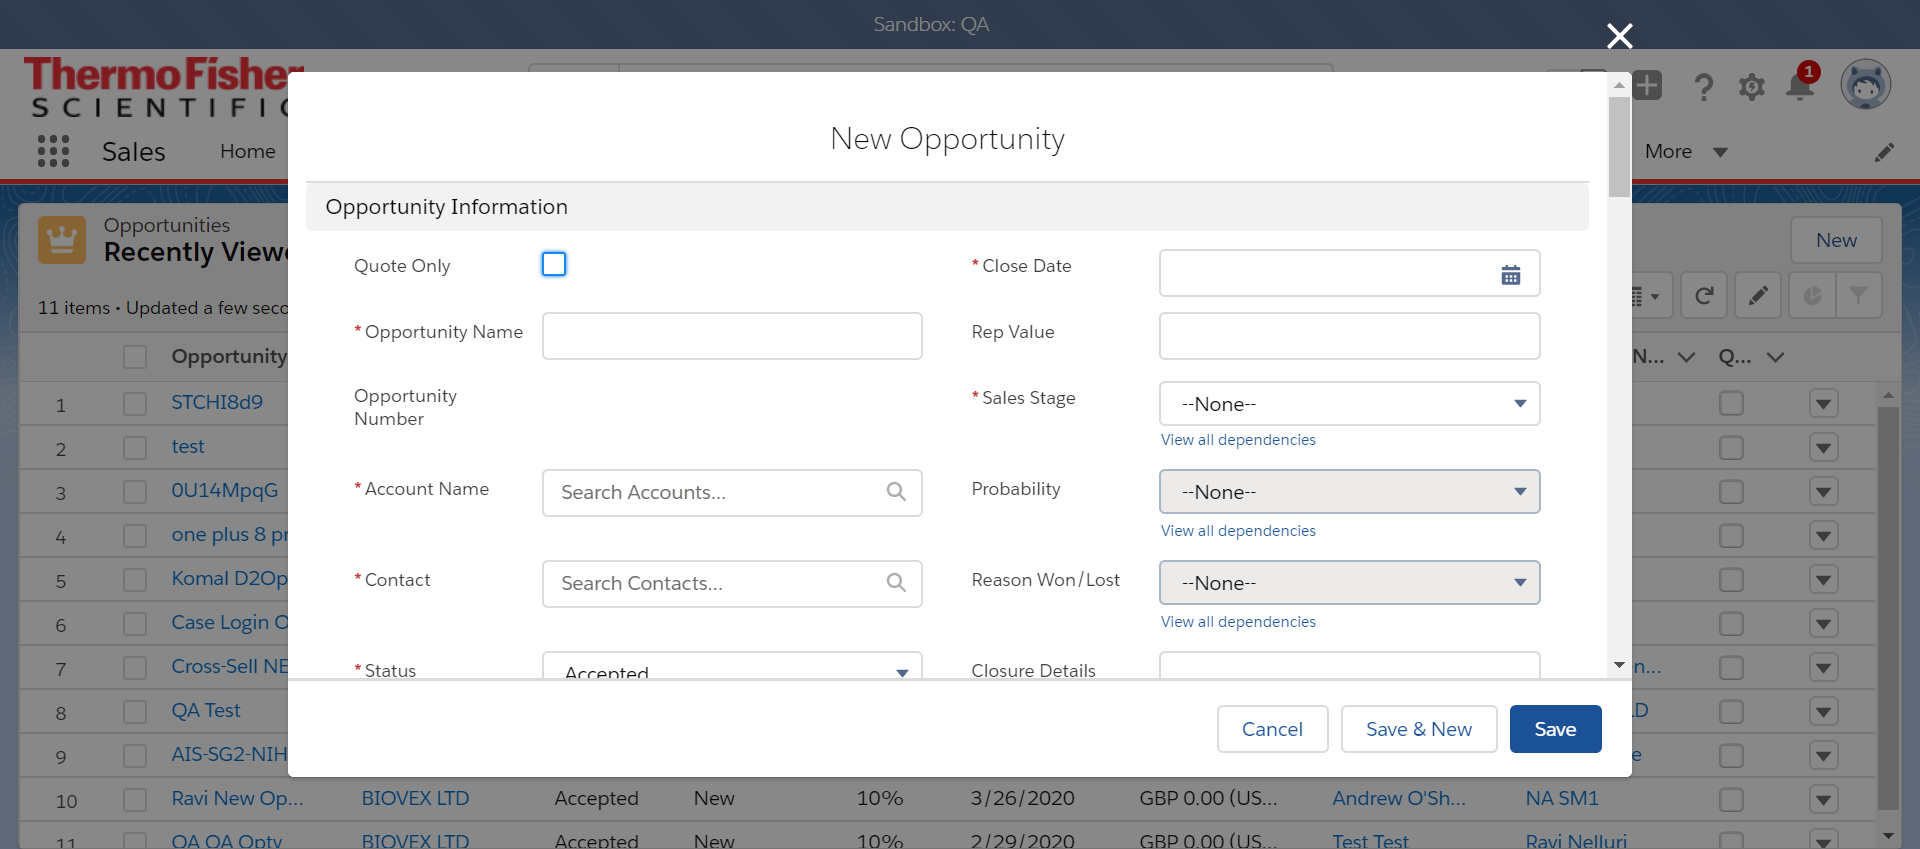 Sandbox: QA
ThermoFisher
SCIENTIFIC
1
Sales Home More
Opportunities
Recently Viewe
New
11 items • Updated a few seco
Opportunity N... Q...
1 STCHI8d9
2 test
3 0U14MpqG
4 one plus 8 pr
5 Komal D2Op
6 Case Login O
7 Cross-Sell NE n...
8 QA Test LD
9 AIS-SG2-NIH e
10 Ravi New Op... BIOVEX LTD Accepted New 10% 3/26/2020 GBP 0.00 (US... Andrew O'Sh... NA SM1
11 QA QA Opty BIOVEX LTD Accepted New 10% 2/29/2020 GBP 0.00 (US... Test Test Ravi Nelluri
New Opportunity
Opportunity Information
Quote Only
* Close Date
* Opportunity Name
Rep Value
Opportunity
Number
* Sales Stage --None--
View all dependencies
* Account Name Search Accounts...
Probability --None--
View all dependencies
* Contact Search Contacts...
Reason Won/Lost --None--
View all dependencies
* Status Accepted
Closure Details
Cancel Save & New Save